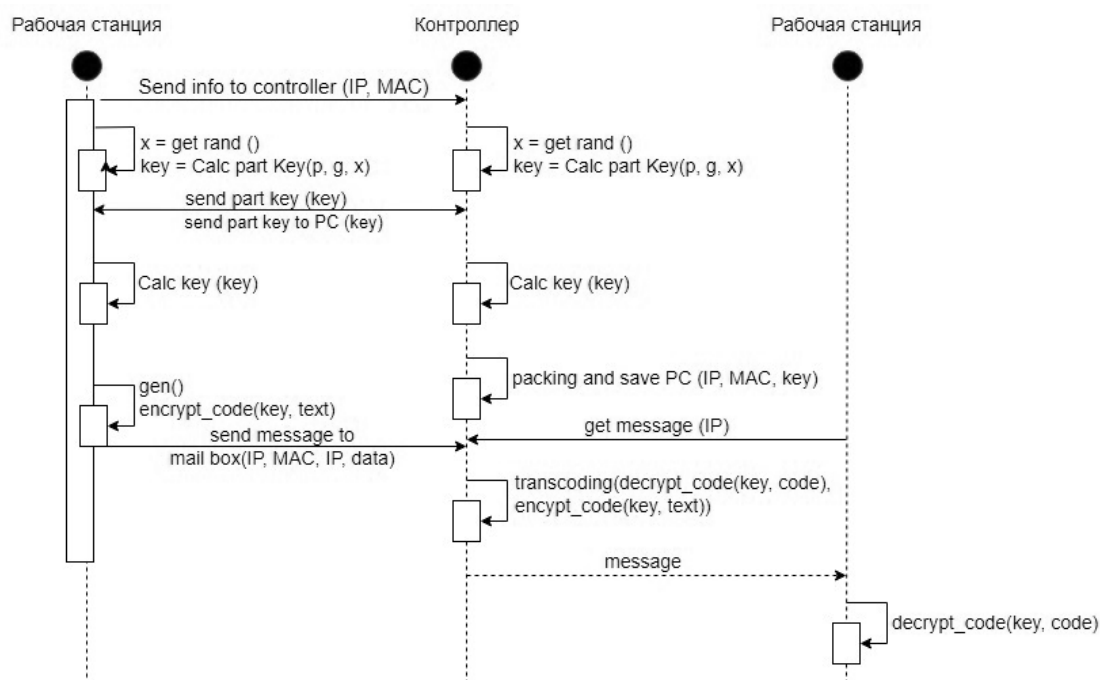 Рабочая станция
Контроллер
Рабочая станция
Send info to controller (IP, MAC)
x = get rand ()
key = Calc part Key(p, g, x)
x = get rand ()
key = Calc part Key(p, g, x)
send part key (key)
send part key to PC (key)
Calc key (key)
Calc key (key)
packing and save PC (IP, MAC, key)
gen()
encrypt_code(key, text)
get message (IP)
send message to
mail box(IP, MAC, IP, data)
transcoding(decrypt_code(key, code),
encypt_code(key, text))
message
decrypt_code(key, code)